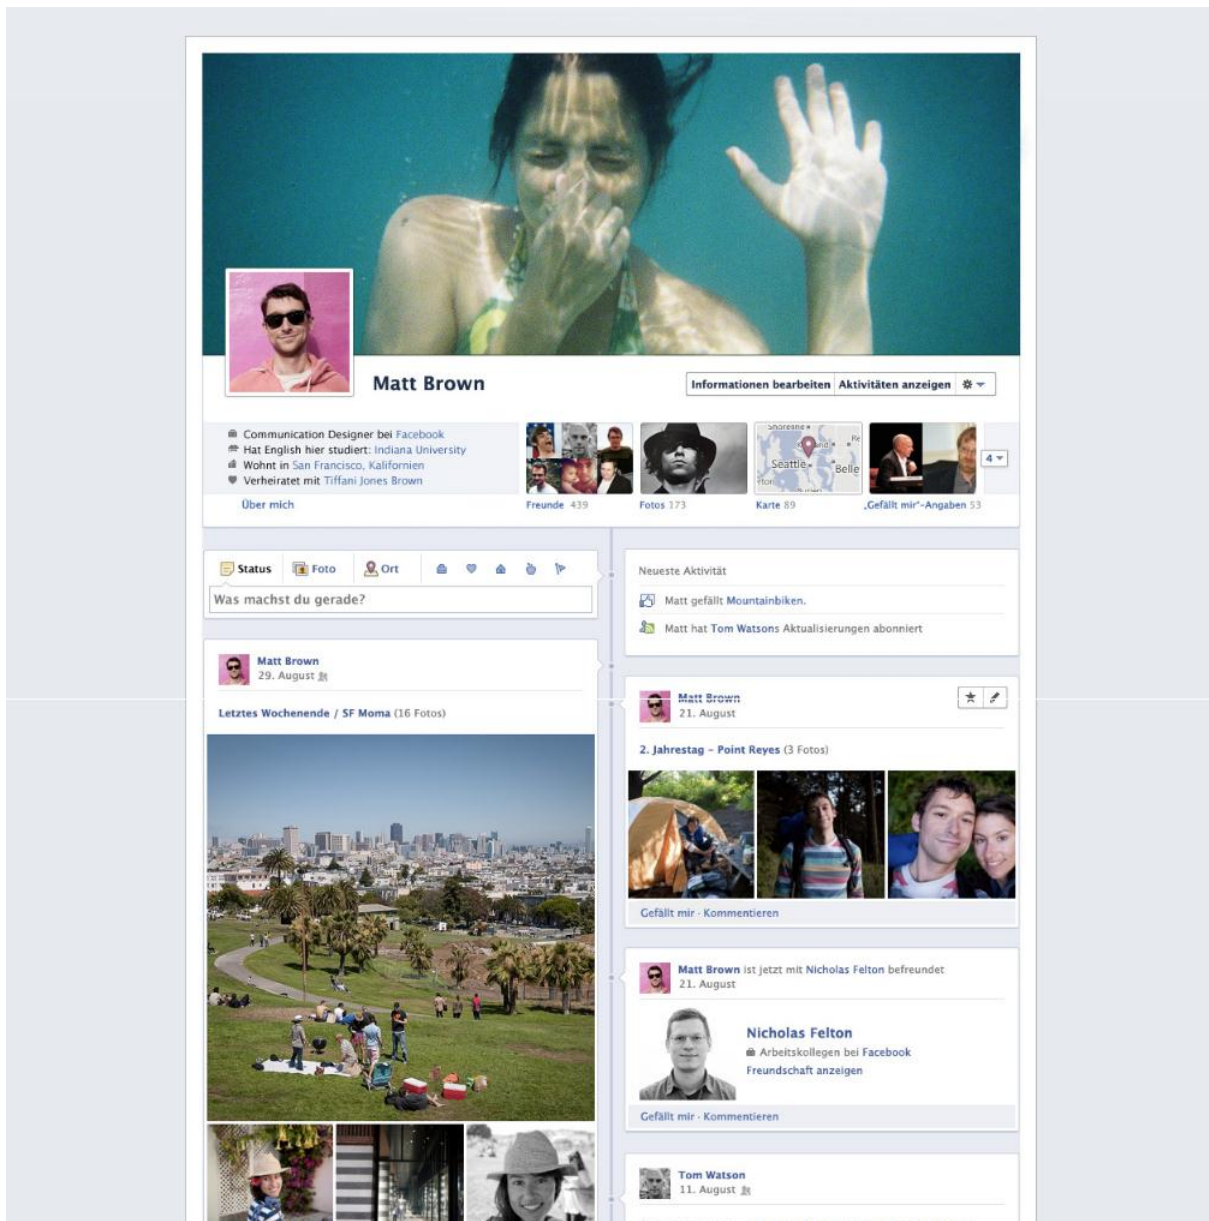 Matt Brown
Informationen bearbeiten
Aktivitäten anzeigen
Communication Designer bei Facebook
Hat English hier studiert: Indiana University
Wohnt in San Francisco, Kalifornien
Verheiratet mit Tiffani Jones Brown
Über mich
Seattle
Belle
4
Freunde 439
Fotos 173
Karte 89
„Gefällt mir“-Angaben 53
Status
Foto
Ort
Was machst du gerade?
Matt Brown
29. August
Letztes Wochenende / SF Moma (16 Fotos)
Neueste Aktivität
Matt gefällt Mountainbiken.
Matt hat Tom Watsons Aktualisierungen abonniert
Matt Brown
21. August
2. Jahrestag – Point Reyes (3 Fotos)
Gefällt mir · Kommentieren
Matt Brown ist jetzt mit Nicholas Felton befreundet
21. August
Nicholas Felton
Arbeitskollegen bei Facebook
Freundschaft anzeigen
Gefällt mir · Kommentieren
Tom Watson
11. August